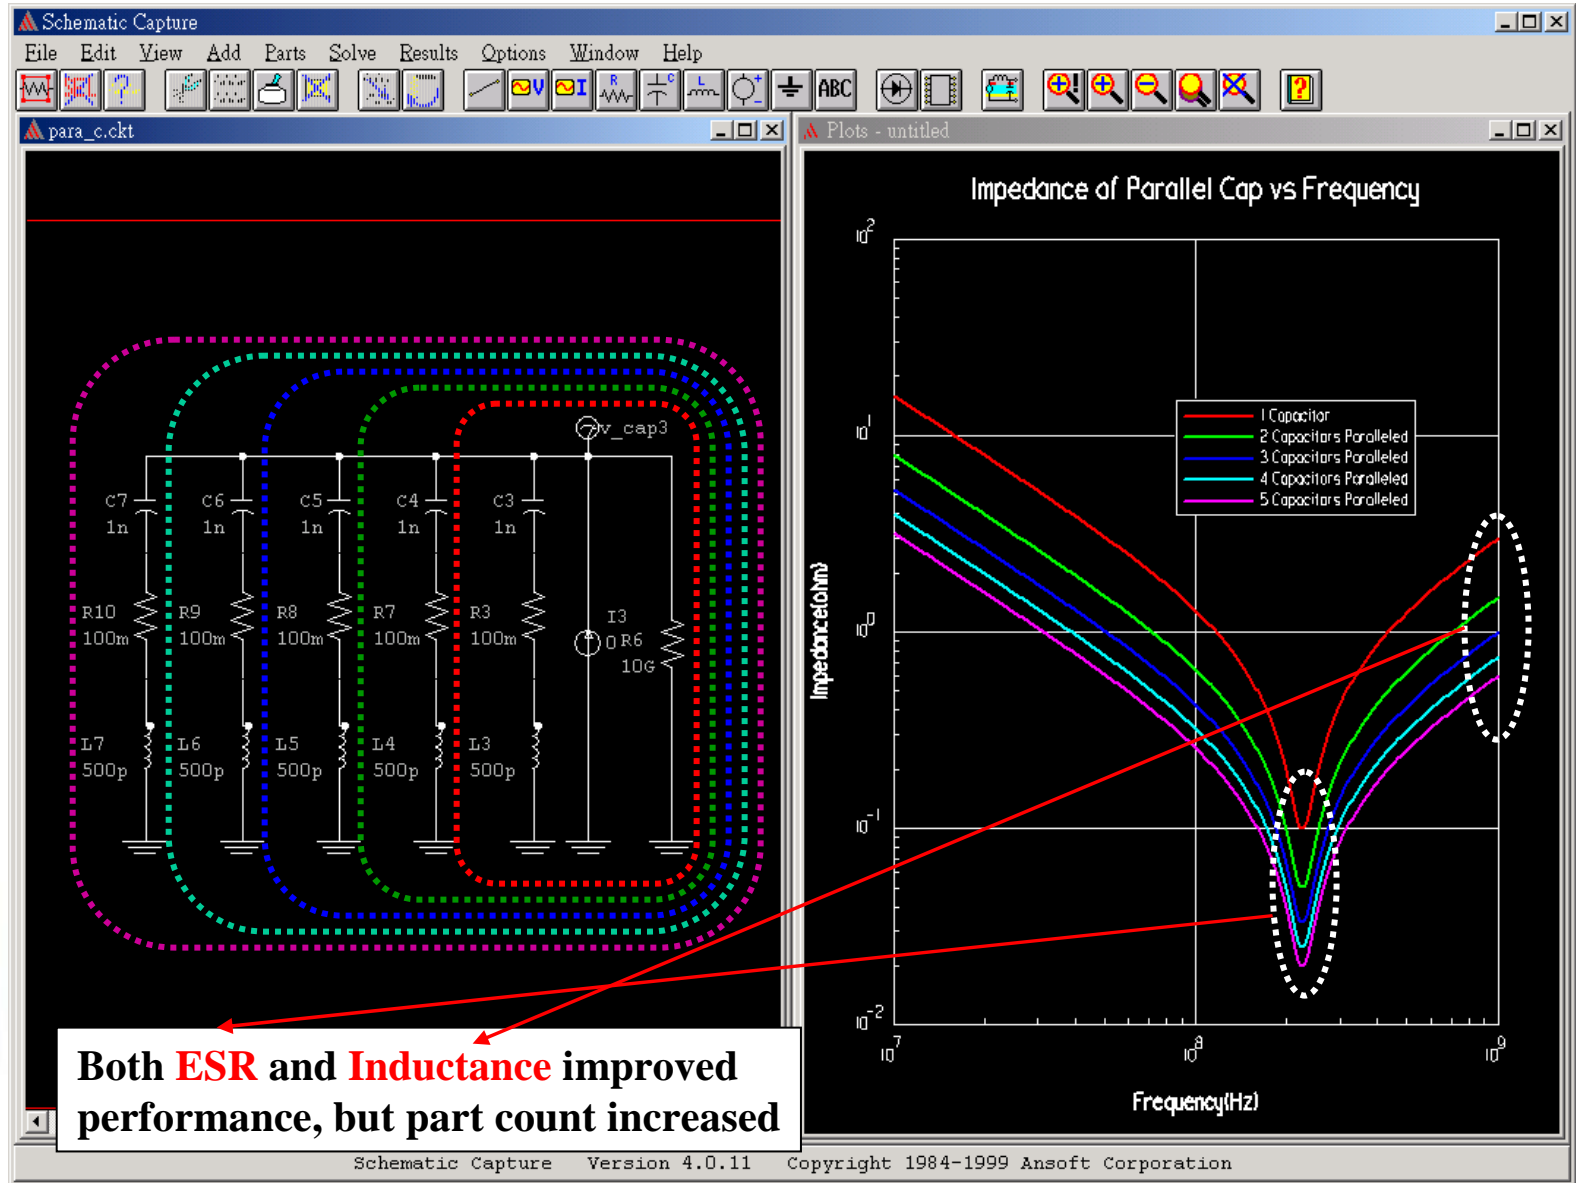 Schematic Capture
File Edit View Add Parts Solve Results Options Window Help
R C L ABC
para_c.ckt
Plots - untitled
v_cap3
C7 C6 C5 C4 C3
1n 1n 1n 1n 1n
R10 R9 R8 R7 R3 I3
100m 100m 100m 100m 100m 0 0 R6
10G
L7 L6 L5 L4 L3
500p 500p 500p 500p 500p
Impedance of Parallel Cap vs Frequency
10^2
10^1
10^0
10^-1
10^-2
Impedance(ohm)
1 Capacitor
2 Capacitors Paralleled
3 Capacitors Paralleled
4 Capacitors Paralleled
5 Capacitors Paralleled
10^7 10^8 10^9
Frequency(Hz)
Both ESR and Inductance improved
performance, but part count increased
Schematic Capture Version 4.0.11 Copyright 1984-1999 Ansoft Corporation